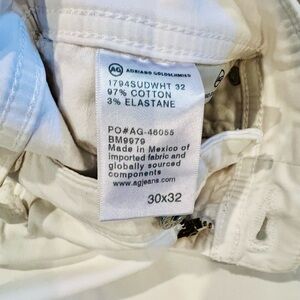 AG ADRIANO GOLDSCHMIED
1794SUDWHT 32
97% COTTON
3% ELASTANE
PO#AG-46055
BM9979
Made in Mexico of
imported fabric and
globally sourced
components
www.agjeans.com
30x32